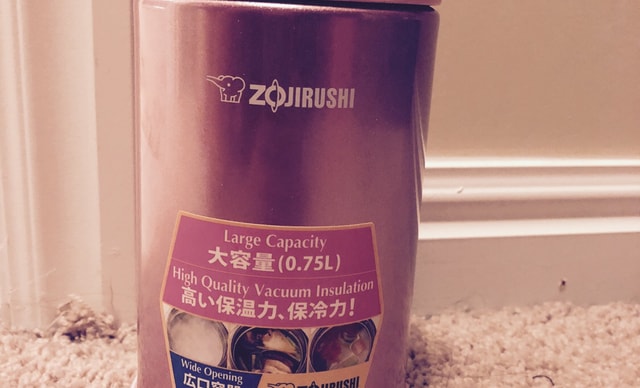 ZOJIRUSHI
Large Capacity
大容量(0.75L)
High Quality Vacuum Insulation
高い保温力、保冷力!
Wide Opening
広口容器
ZOJIRUSHI